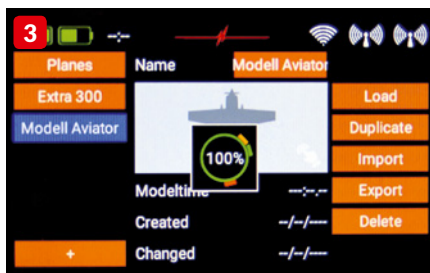 3
--:--
Planes
Name
Modell Aviator
Extra 300
Load
Modell Aviator
Duplicate
100%
Import
Modeltime
--:--.--
Export
Created
--/--/----
Delete
+
Changed
--/--/----